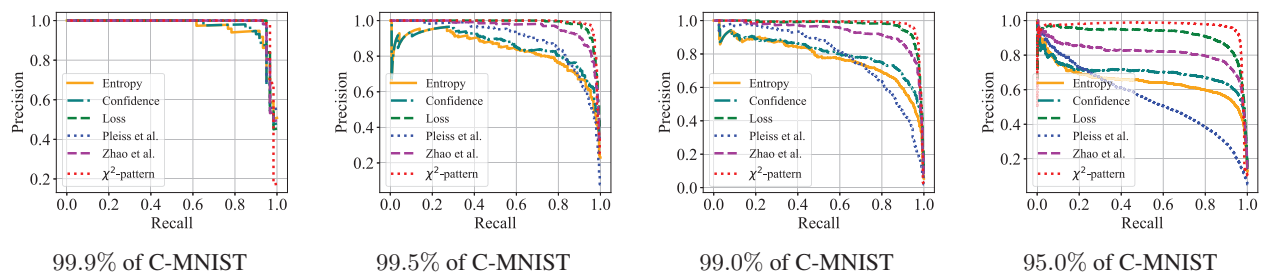 Precision
1.0
0.8
0.6
0.4
0.2
Entropy
Confidence
Loss
Pleiss et al.
Zhao et al.
χ²-pattern
0.0 0.2 0.4 0.6 0.8 1.0
Recall
99.9% of C-MNIST
Precision
1.0
0.8
0.6
0.4
0.2
Entropy
Confidence
Loss
Pleiss et al.
Zhao et al.
χ²-pattern
0.0 0.2 0.4 0.6 0.8 1.0
Recall
99.5% of C-MNIST
Precision
1.0
0.8
0.6
0.4
0.2
0.0
Entropy
Confidence
Loss
Pleiss et al.
Zhao et al.
χ²-pattern
0.0 0.2 0.4 0.6 0.8 1.0
Recall
99.0% of C-MNIST
Precision
1.0
0.8
0.6
0.4
0.2
Entropy
Confidence
Loss
Pleiss et al.
Zhao et al.
χ²-pattern
0.0 0.2 0.4 0.6 0.8 1.0
Recall
95.0% of C-MNIST